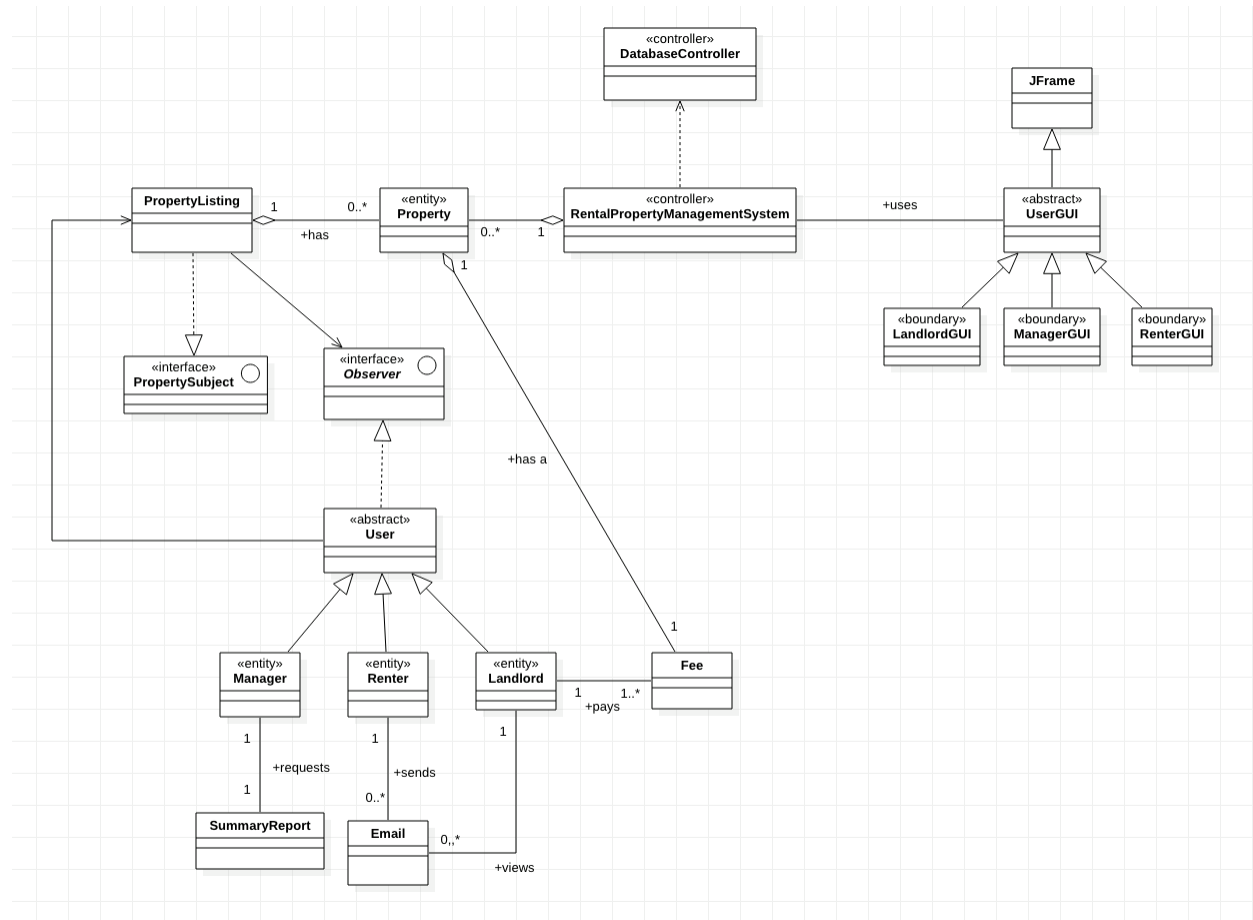 «controller»
DatabaseController
JFrame
PropertyListing
1
0..*
+has
«entity»
Property
0..*
1
«controller»
RentalPropertyManagementSystem
+uses
«abstract»
UserGUI
1
«boundary»
LandlordGUI
«boundary»
ManagerGUI
«boundary»
RenterGUI
«interface»
PropertySubject
«interface»
Observer
+has a
«abstract»
User
1
«entity»
Manager
«entity»
Renter
«entity»
Landlord
Fee
1
1..*
+pays
1
1
1
+requests
+sends
1
0..*
SummaryReport
Email
0,,*
+views